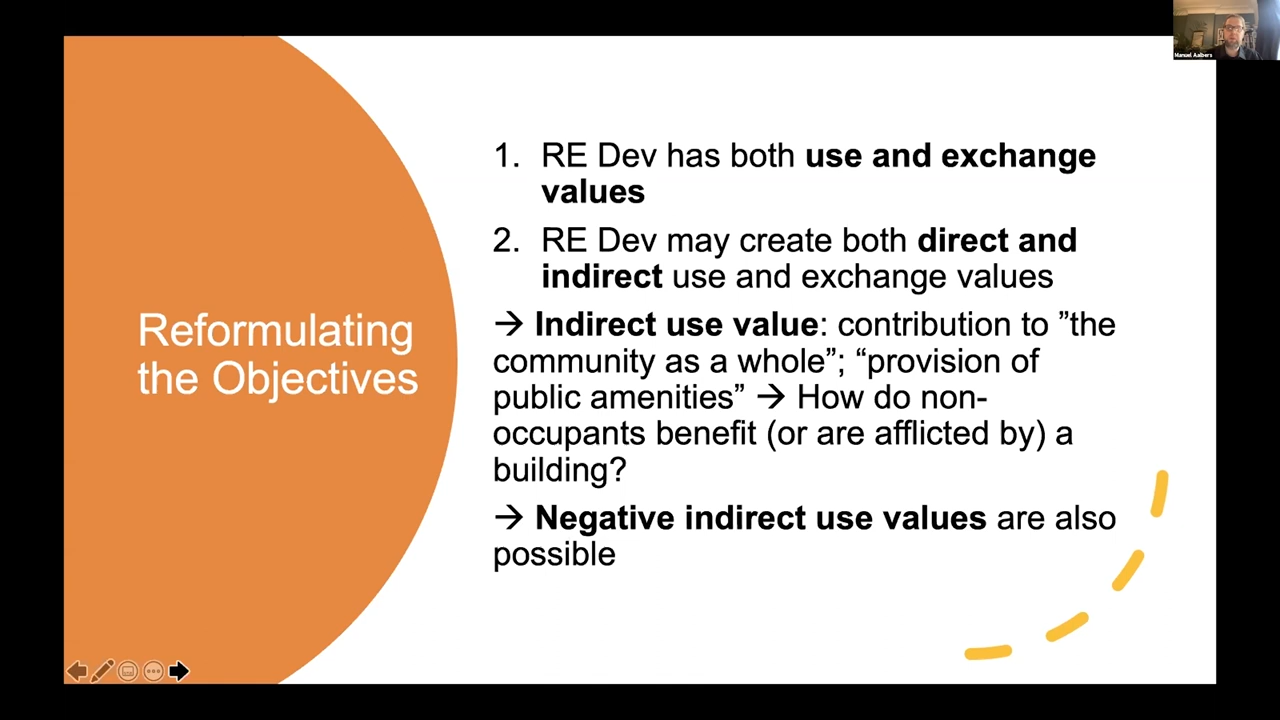 Manuel Aalbers
Reformulating
the Objectives
1. RE Dev has both use and exchange
values
2. RE Dev may create both direct and
indirect use and exchange values
→ Indirect use value: contribution to ”the
community as a whole”; “provision of
public amenities” → How do non-
occupants benefit (or are afflicted by) a
building?
→ Negative indirect use values are also
possible